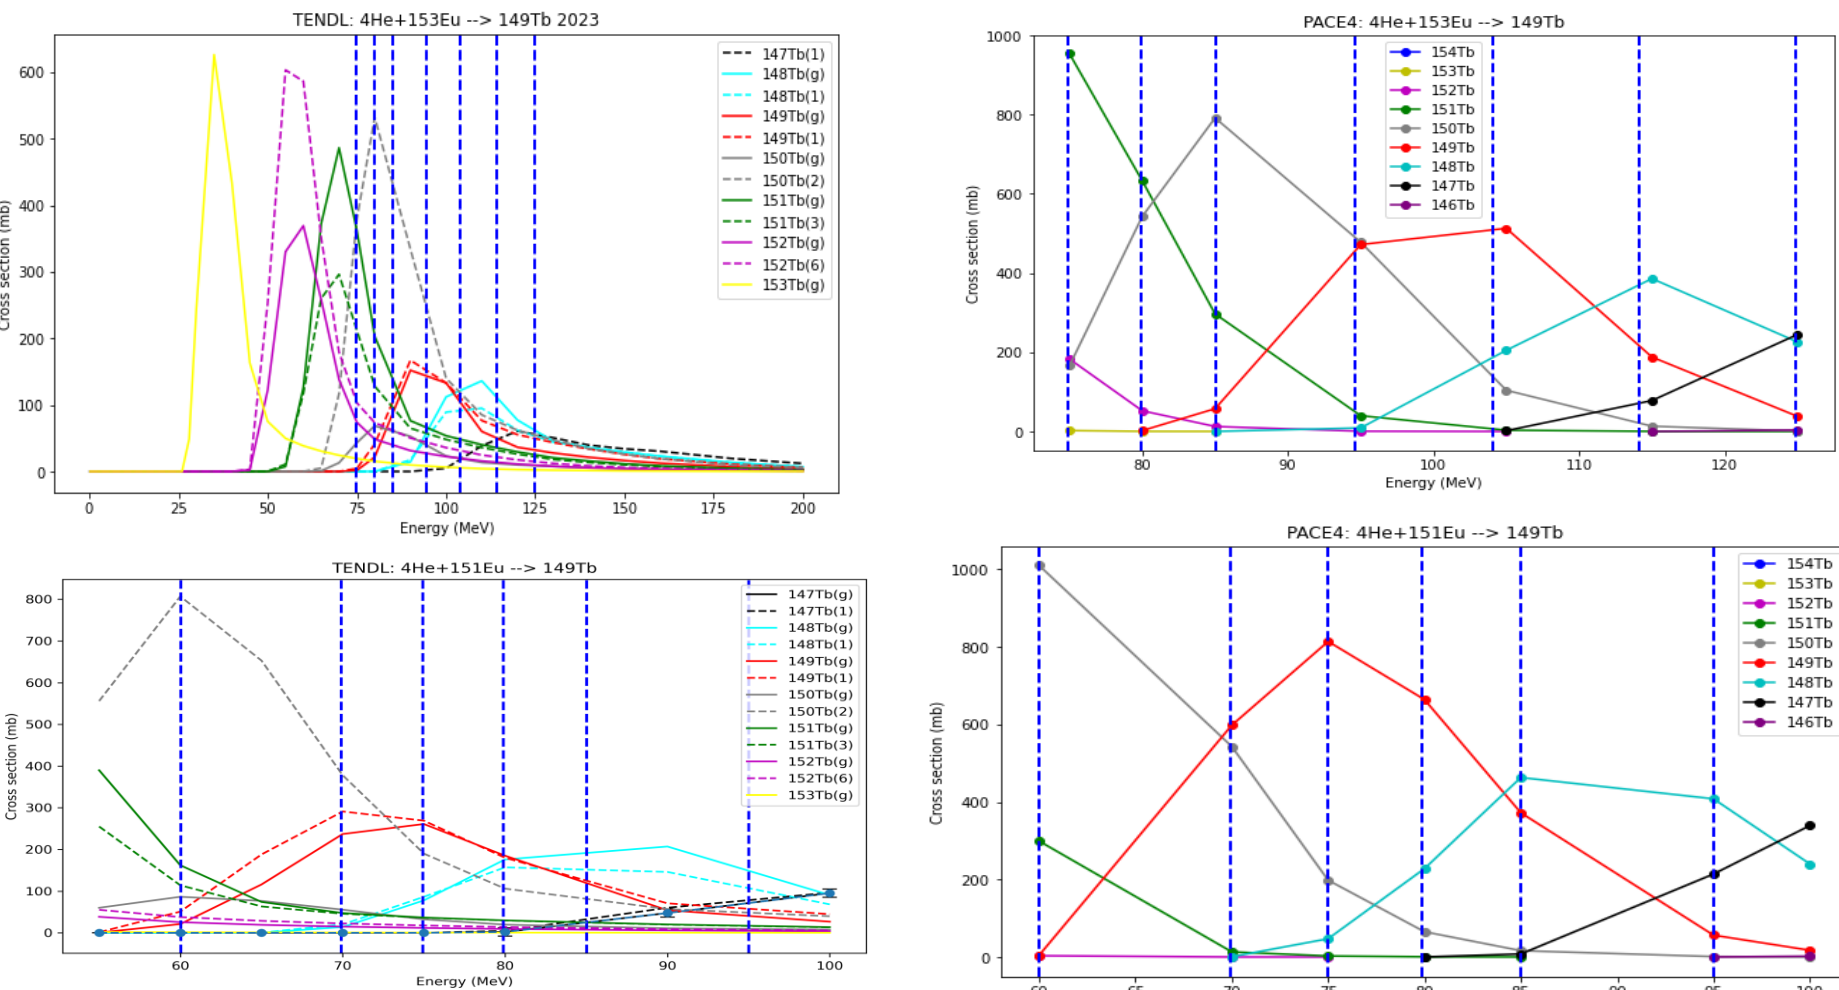 TENDL: 4He+153Eu --> 149Tb 2023
600
500
400
300
200
100
0
Cross section (mb)
147Tb(1)
148Tb(g)
148Tb(1)
149Tb(g)
149Tb(1)
150Tb(g)
150Tb(2)
151Tb(g)
151Tb(3)
152Tb(g)
152Tb(6)
153Tb(g)
0 25 50 75 100 125 150 175 200
Energy (MeV)
PACE4: 4He+153Eu --> 149Tb
1000
800
600
400
200
0
Cross section (mb)
154Tb
153Tb
152Tb
151Tb
150Tb
149Tb
148Tb
147Tb
146Tb
80 90 100 110 120
Energy (MeV)
TENDL: 4He+151Eu --> 149Tb
800
700
600
500
400
300
200
100
0
Cross section (mb)
147Tb(g)
147Tb(1)
148Tb(g)
148Tb(1)
149Tb(g)
149Tb(1)
150Tb(g)
150Tb(2)
151Tb(g)
151Tb(3)
152Tb(g)
152Tb(6)
153Tb(g)
60 70 80 90 100
Energy (MeV)
PACE4: 4He+151Eu --> 149Tb
1000
800
600
400
200
0
Cross section (mb)
154Tb
153Tb
152Tb
151Tb
150Tb
149Tb
148Tb
147Tb
146Tb